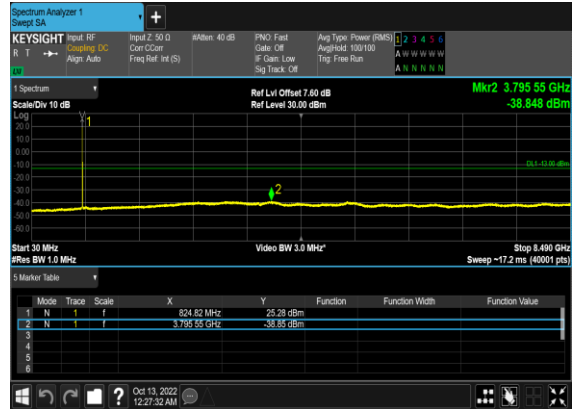 Spectrum Analyzer 1
Swept SA
KEYSIGHT Input: RF Input Z: 50 Ω #Atten: 40 dB PNO: Fast Avg Type: Power (RMS) 1 2 3 4 5 6
R T Coupling: DC Corr CCorr Gate: Off Avg|Hold: 100/100 A W W W W W
Align: Auto Freq Ref: Int (S) IF Gain: Low Trig: Free Run
Sig Track: Off A N N N N N
1 Spectrum Ref Lvl Offset 7.60 dB Mkr2 3.795 55 GHz
Scale/Div 10 dB Ref Level 30.00 dBm -38.848 dBm
Log
1
20.0
10.0
0.00
-10.0
DL1 -13.00 dBm
-20.0
-30.0
2
-40.0
-50.0
-60.0
Start 30 MHz Video BW 3.0 MHz* Stop 8.490 GHz
#Res BW 1.0 MHz Sweep ~17.2 ms (40001 pts)
5 Marker Table
Mode Trace Scale X Y Function Function Width Function Value
1 N 1 f 824.82 MHz 25.28 dBm
2 N 1 f 3.795 55 GHz -38.85 dBm
3
4
5
6
? Oct 13, 2022
12:27:32 AM